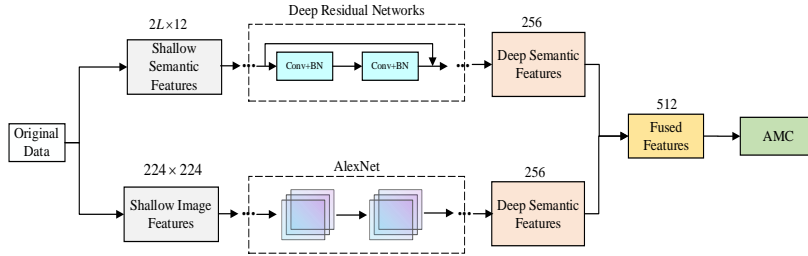 Original
Data
2L×12
Shallow
Semantic
Features
Deep Residual Networks
Conv+BN
Conv+BN
256
Deep Semantic
Features
224 × 224
Shallow Image
Features
AlexNet
256
Deep Semantic
Features
512
Fused
Features
AMC